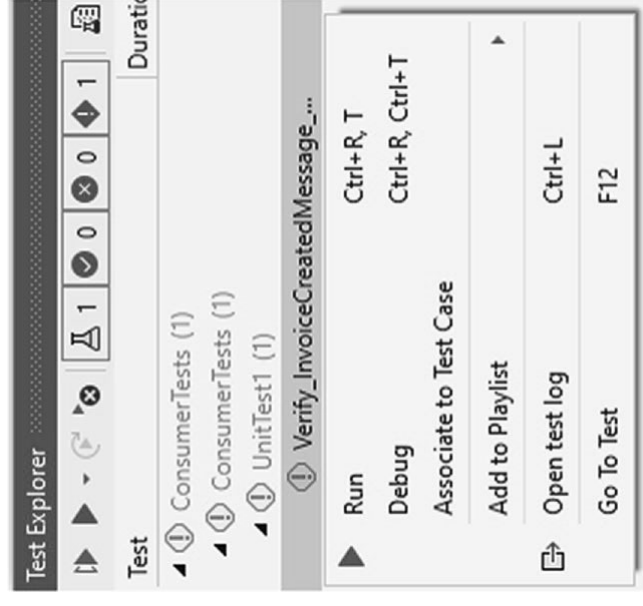 Test Explorer
1 0 0 1
Test Duratic
ConsumerTests (1)
ConsumerTests (1)
UnitTest1 (1)
Verify_InvoiceCreatedMessage_...
Run Ctrl+R, T
Debug Ctrl+R, Ctrl+T
Associate to Test Case
Add to Playlist
Open test log Ctrl+L
Go To Test F12